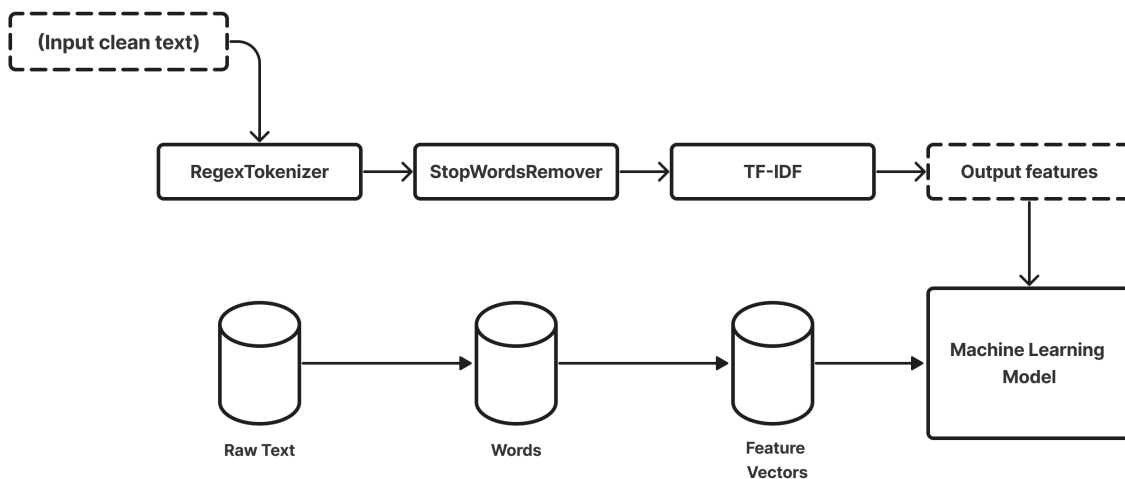 (Input clean text)
RegexTokenizer
StopWordsRemover
TF-IDF
Output features
Machine Learning
Model
Raw Text
Words
Feature
Vectors